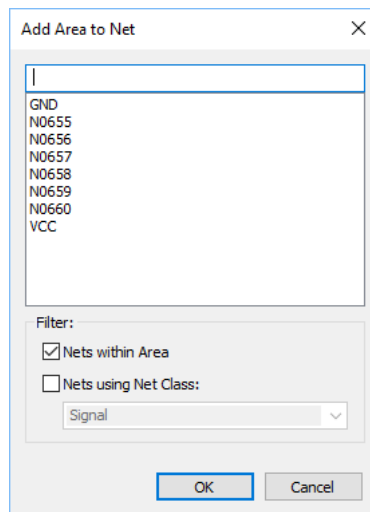 Add Area to Net
GND
N0655
N0656
N0657
N0658
N0659
N0660
VCC
Filter:
Nets within Area
Nets using Net Class:
Signal
OK Cancel